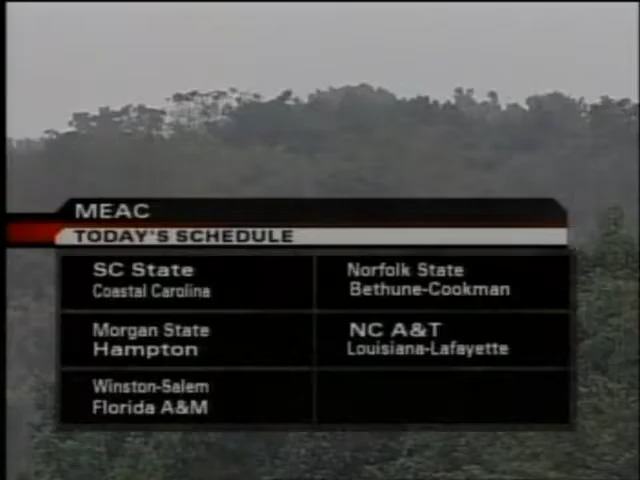 MEAC
TODAY'S SCHEDULE
SC State
Coastal Carolina
Norfolk State
Bethune-Cookman
Morgan State
Hampton
NC A&T
Louisiana-Lafayette
Winston-Salem
Florida A&M